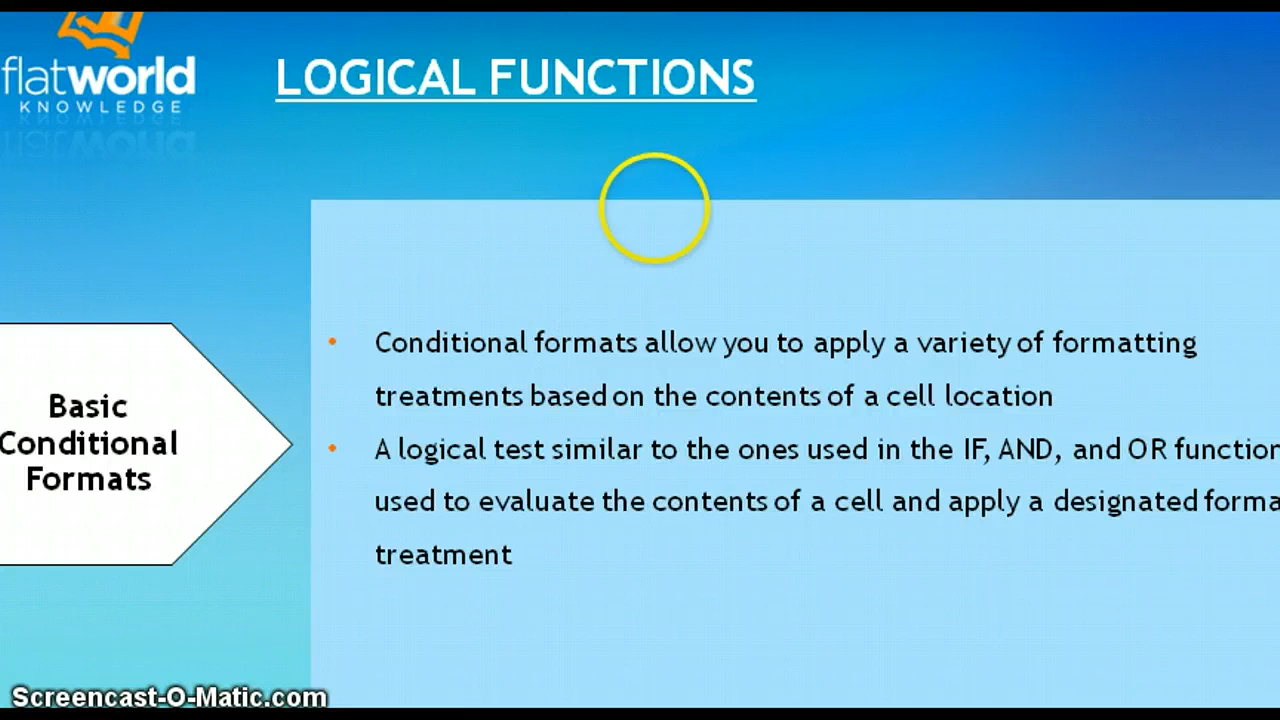 flatworld
KNOWLEDGE
LOGICAL FUNCTIONS
Basic
Conditional
Formats
• Conditional formats allow you to apply a variety of formatting
treatments based on the contents of a cell location
• A logical test similar to the ones used in the IF, AND, and OR function
used to evaluate the contents of a cell and apply a designated forma
treatment
Screencast-O-Matic.com